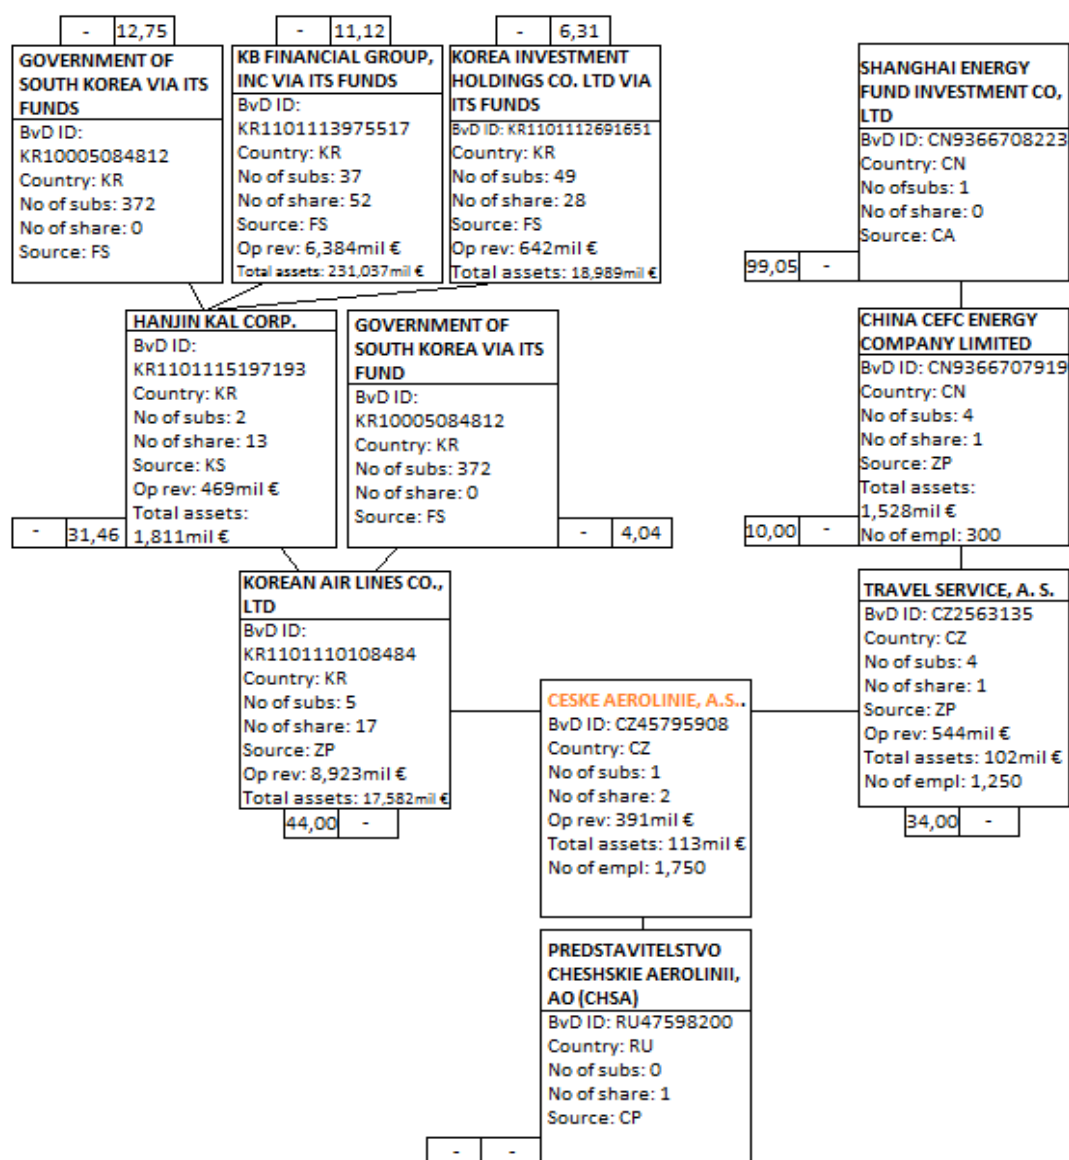 - 12,75
GOVERNMENT OF
SOUTH KOREA VIA ITS
FUNDS
BvD ID:
KR10005084812
Country: KR
No of subs: 372
No of share: 0
Source: FS
- 11,12
KB FINANCIAL GROUP,
INC VIA ITS FUNDS
BvD ID:
KR1101113975517
Country: KR
No of subs: 37
No of share: 52
Source: FS
Op rev: 6,384mil €
Total assets: 231,037mil €
- 6,31
KOREA INVESTMENT
HOLDINGS CO. LTD VIA
ITS FUNDS
BvD ID: KR1101112691651
Country: KR
No of subs: 49
No of share: 28
Source: FS
Op rev: 642mil €
Total assets: 18,989mil €
SHANGHAI ENERGY
FUND INVESTMENT CO,
LTD
BvD ID: CN9366708223
Country: CN
No ofsubs: 1
No of share: 0
Source: CA
99,05 -
HANJIN KAL CORP.
BvD ID:
KR1101115197193
Country: KR
No of subs: 2
No of share: 13
Source: KS
Op rev: 469mil €
Total assets:
1,811mil €
- 31,46
GOVERNMENT OF
SOUTH KOREA VIA ITS
FUND
BvD ID:
KR10005084812
Country: KR
No of subs: 372
No of share: 0
Source: FS
- 4,04
CHINA CEFC ENERGY
COMPANY LIMITED
BvD ID: CN9366707919
Country: CN
No of subs: 4
No of share: 1
Source: ZP
Total assets:
1,528mil €
No of empl: 300
10,00 -
KOREAN AIR LINES CO.,
LTD
BvD ID:
KR1101110108484
Country: KR
No of subs: 5
No of share: 17
Source: ZP
Op rev: 8,923mil €
Total assets: 17,582mil €
44,00 -
CESKE AEROLINIE, A.S..
BvD ID: CZ45795908
Country: CZ
No of subs: 1
No of share: 2
Op rev: 391mil €
Total assets: 113mil €
No of empl: 1,750
TRAVEL SERVICE, A. S.
BvD ID: CZ2563135
Country: CZ
No of subs: 4
No of share: 1
Source: ZP
Op rev: 544mil €
Total assets: 102mil €
No of empl: 1,250
34,00 -
PREDSTAVITELSTVO
CHESHSKIE AEROLINII,
AO (CHSA)
BvD ID: RU47598200
Country: RU
No of subs: 0
No of share: 1
Source: CP
- -